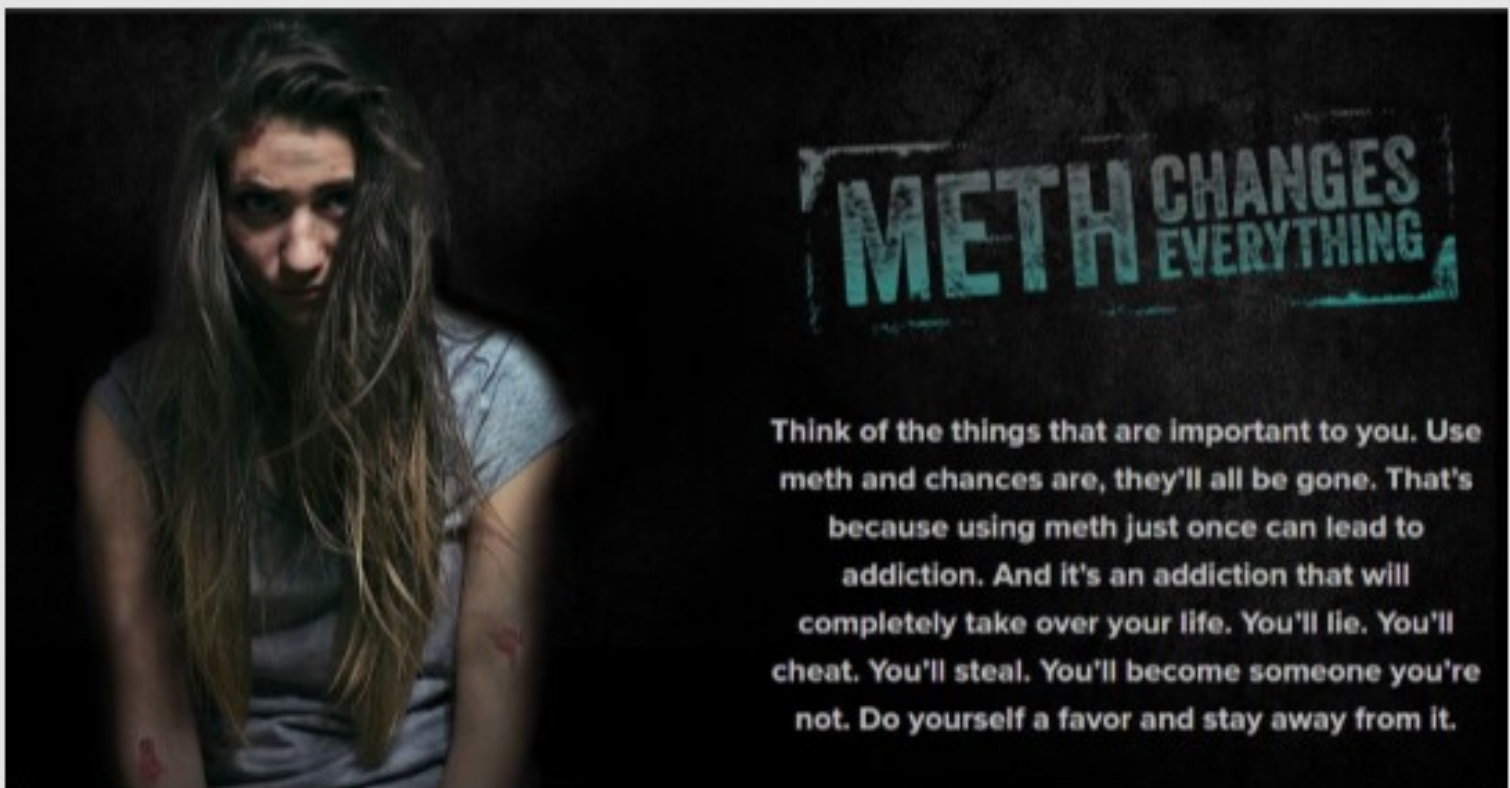 METH CHANGES
EVERYTHING
Think of the things that are important to you. Use
meth and chances are, they'll all be gone. That's
because using meth just once can lead to
addiction. And it's an addiction that will
completely take over your life. You'll lie. You'll
cheat. You'll steal. You'll become someone you're
not. Do yourself a favor and stay away from it.